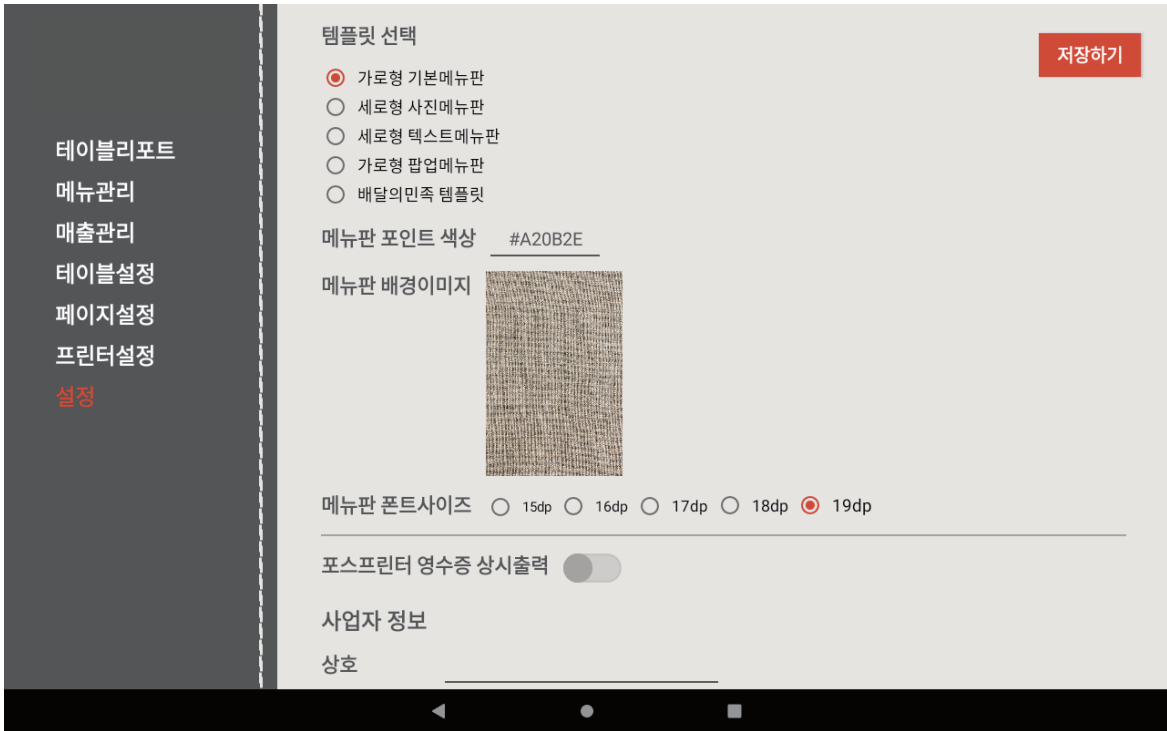 테이블리포트
메뉴관리
매출관리
테이블설정
페이지설정
프린터설정
설정
템플릿 선택
저장하기
가로형 기본메뉴판
세로형 사진메뉴판
세로형 텍스트메뉴판
가로형 팝업메뉴판
배달의민족 템플릿
메뉴판 포인트 색상 #A20B2E
메뉴판 배경이미지
메뉴판 폰트사이즈 15dp 16dp 17dp 18dp 19dp
포스프린터 영수증 상시출력
사업자 정보
상호